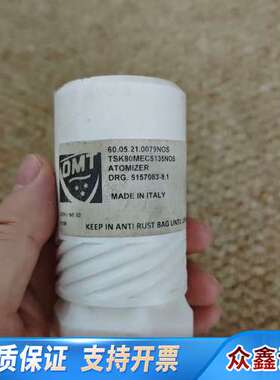 OMT
60.05.21.0079NOS
TSK80MEC5135NOS
ATOMIZER
DRG. 5157083-8.1
MADE IN ITALY
KEEP IN ANTI RUST BAG UNTIL
质保证 支持开票 众鑫